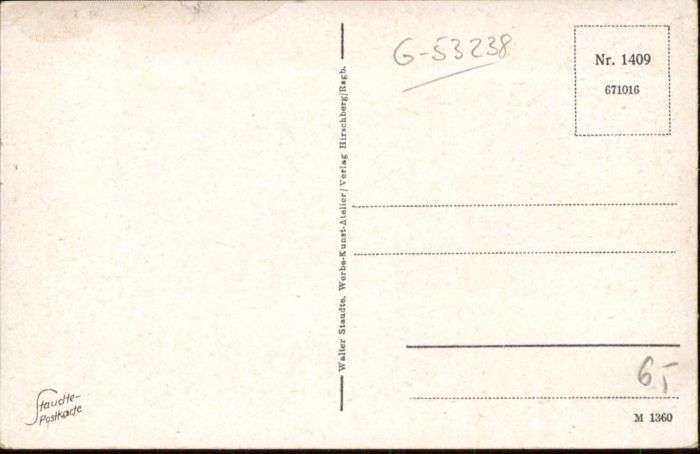 G-53238
Nr. 1409
671016
Walter Staudte, Werbe-Kunst-Atelier/Verlag Hirschberg/Rsgb.
6,-
Staudte-
Postkarte
M 1360